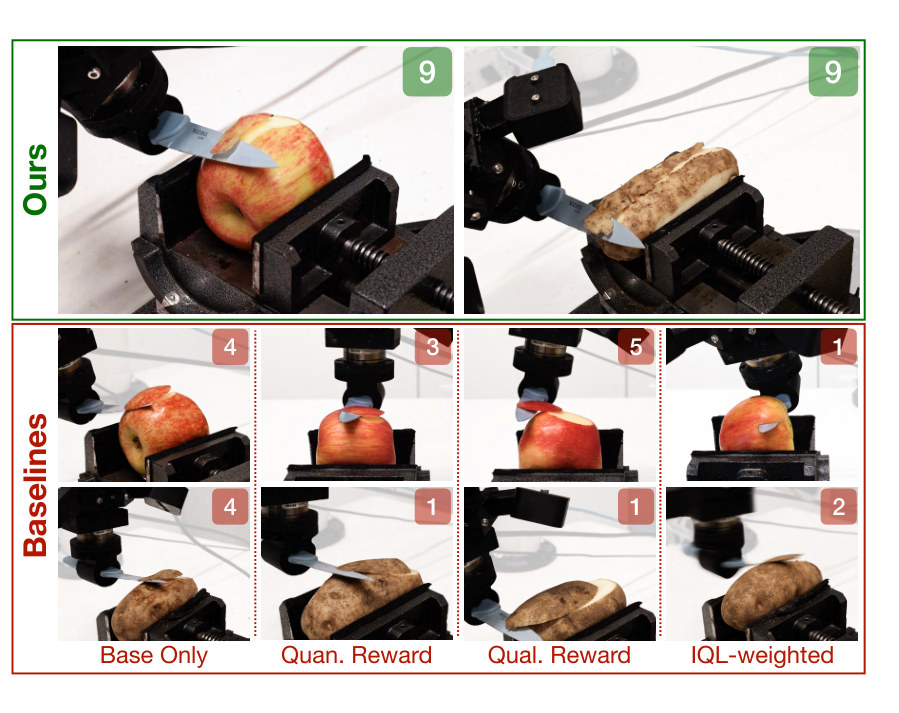 Ours
9
9
Baselines
4
3
5
1
4
1
1
2
Base Only
Quan. Reward
Qual. Reward
IQL-weighted